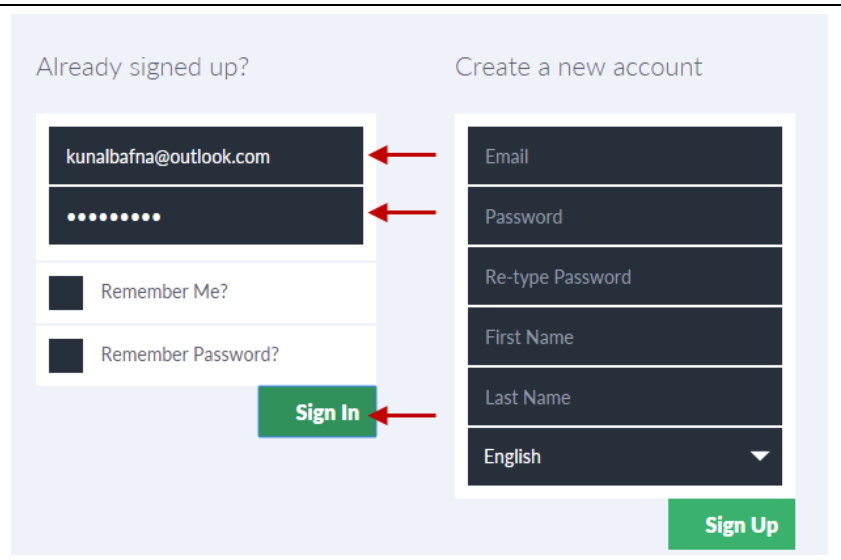 Already signed up?
kunalbafna@outlook.com
•••••••••
Remember Me?
Remember Password?
Sign In
Create a new account
Email
Password
Re-type Password
First Name
Last Name
English
Sign Up